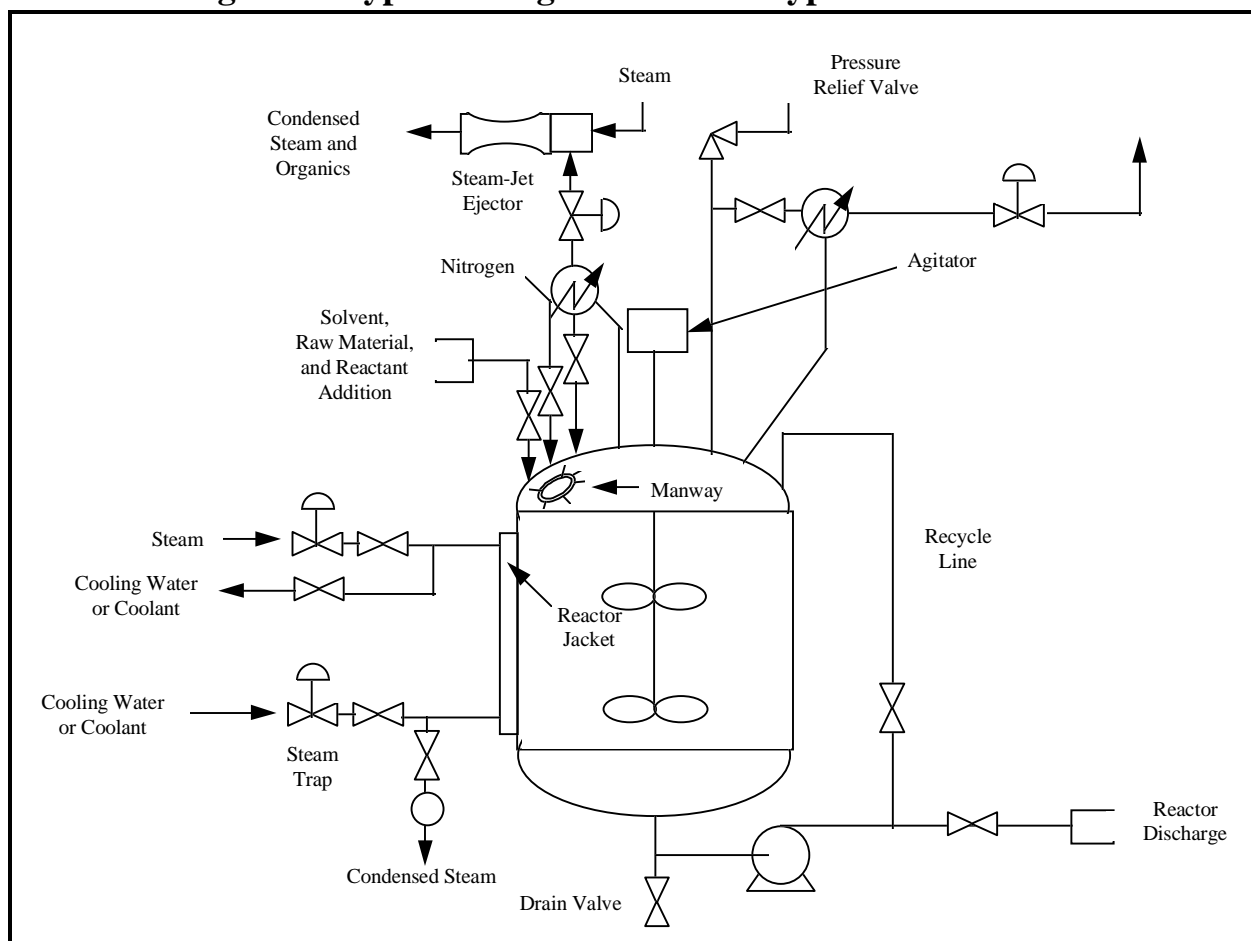 Steam
Pressure
Relief Valve
Condensed
Steam and
Organics
Steam-Jet
Ejector
Nitrogen
Agitator
Solvent,
Raw Material,
and Reactant
Addition
Manway
Steam
Recycle
Line
Cooling Water
or Coolant
Reactor
Jacket
Cooling Water
or Coolant
Steam
Trap
Reactor
Discharge
Condensed Steam
Drain Valve